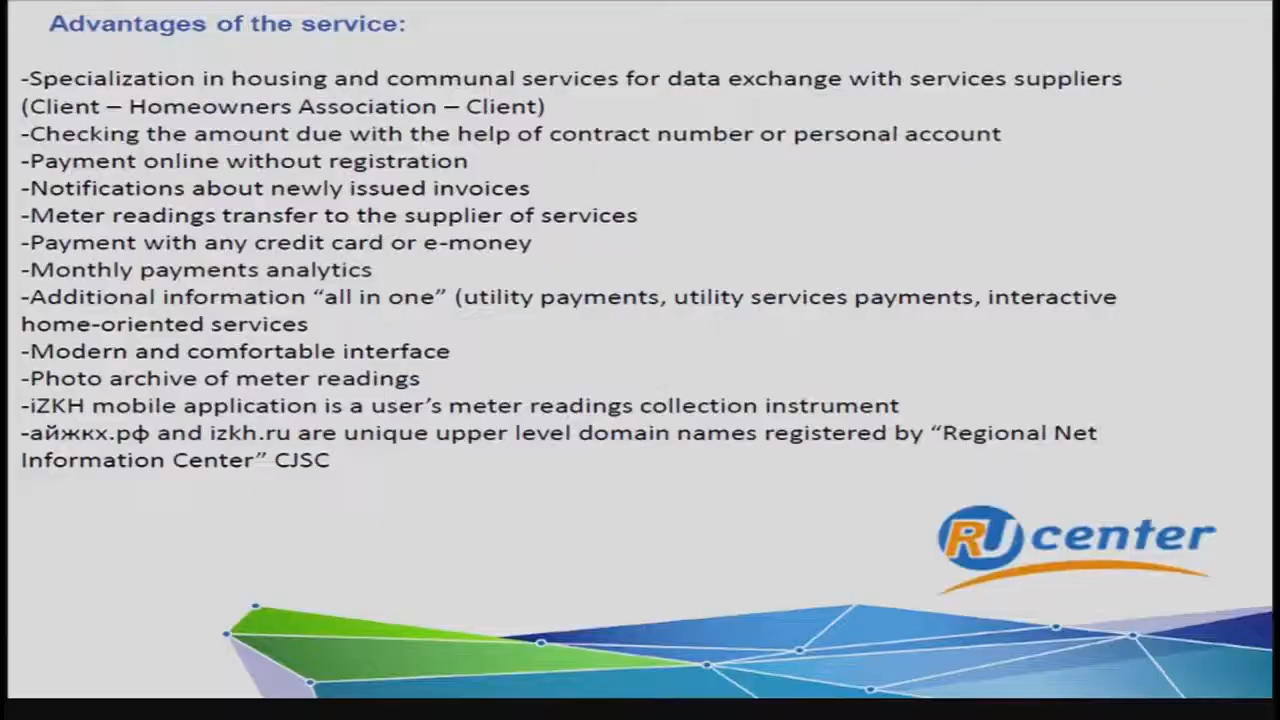 Advantages of the service:
-Specialization in housing and communal services for data exchange with services suppliers
(Client – Homeowners Association – Client)
-Checking the amount due with the help of contract number or personal account
-Payment online without registration
-Notifications about newly issued invoices
-Meter readings transfer to the supplier of services
-Payment with any credit card or e-money
-Monthly payments analytics
-Additional information “all in one” (utility payments, utility services payments, interactive
home-oriented services
-Modern and comfortable interface
-Photo archive of meter readings
-iZKH mobile application is a user’s meter readings collection instrument
-айжкх.рф and izkh.ru are unique upper level domain names registered by “Regional Net
Information Center” CJSC
RU center